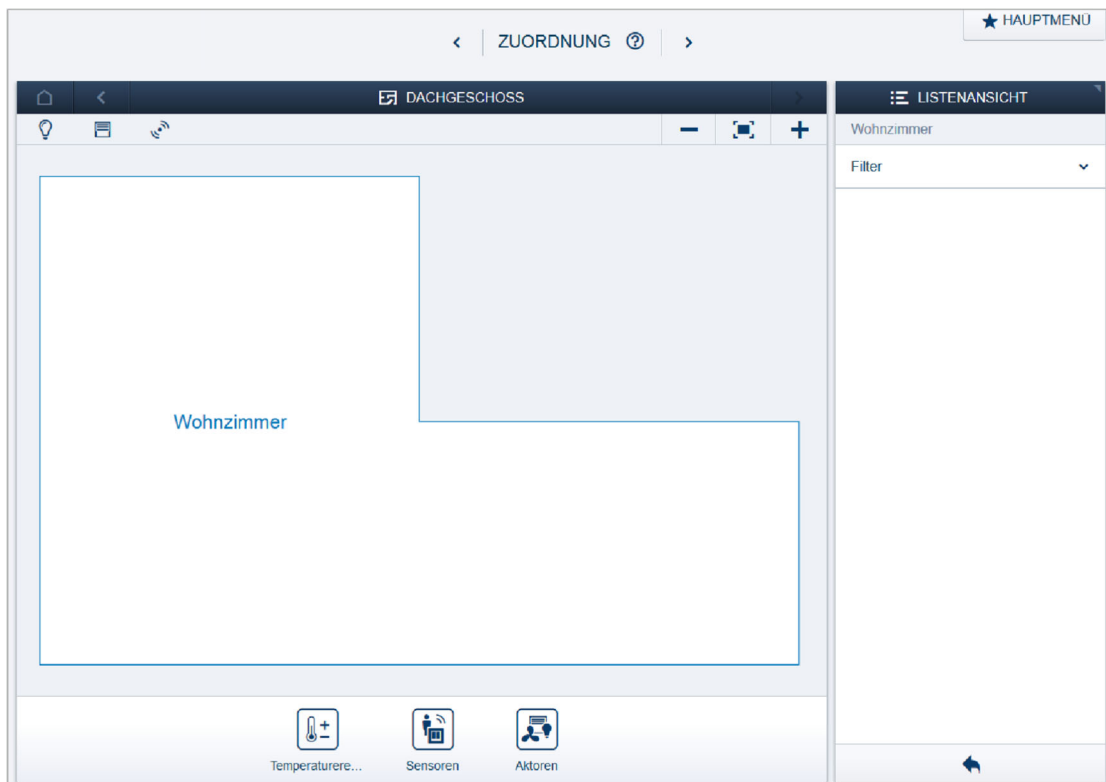 HAUPTMENÜ
ZUORDNUNG
DACHGESCHOSS
LISTENANSICHT
Wohnzimmer
Filter
Wohnzimmer
Temperaturere...
Sensoren
Aktoren